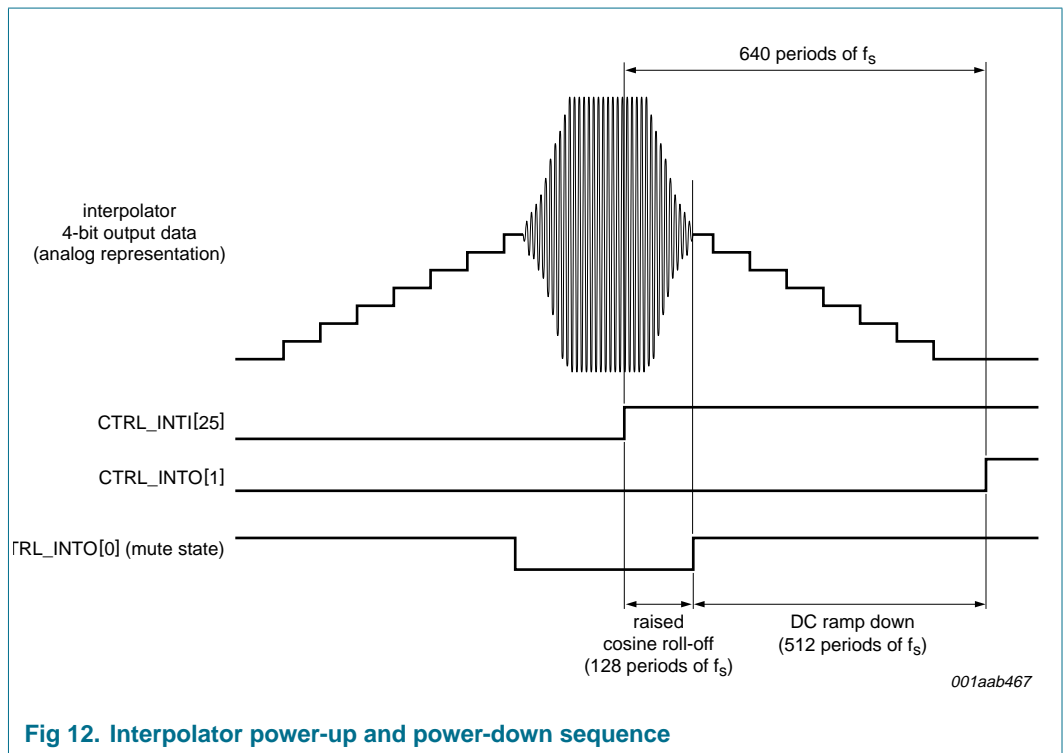 640 periods of fs
interpolator
4-bit output data
(analog representation)
CTRL_INTI[25]
CTRL_INTO[1]
TRL_INTO[0] (mute state)
raised
cosine roll-off
(128 periods of fs)
DC ramp down
(512 periods of fs)
001aab467
Fig 12. Interpolator power-up and power-down sequence